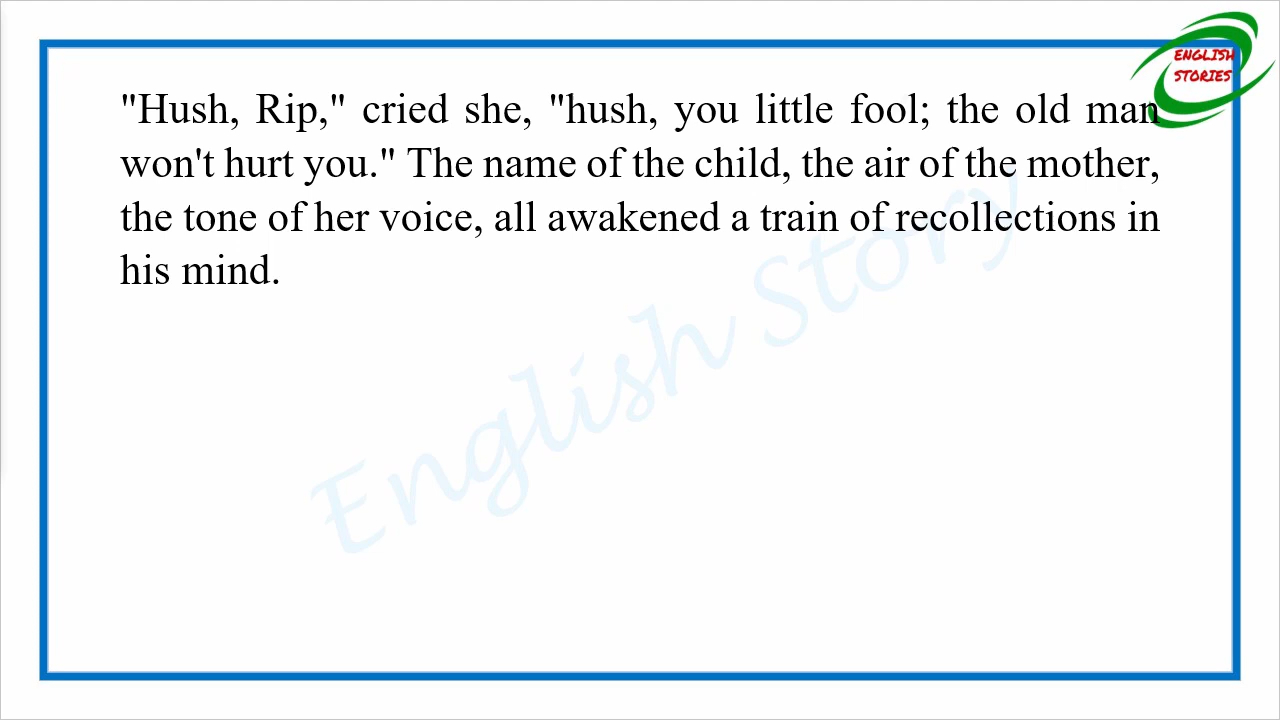 ENGLISH
STORIES
"Hush, Rip," cried she, "hush, you little fool; the old man
won't hurt you." The name of the child, the air of the mother,
the tone of her voice, all awakened a train of recollections in
his mind.
English Story